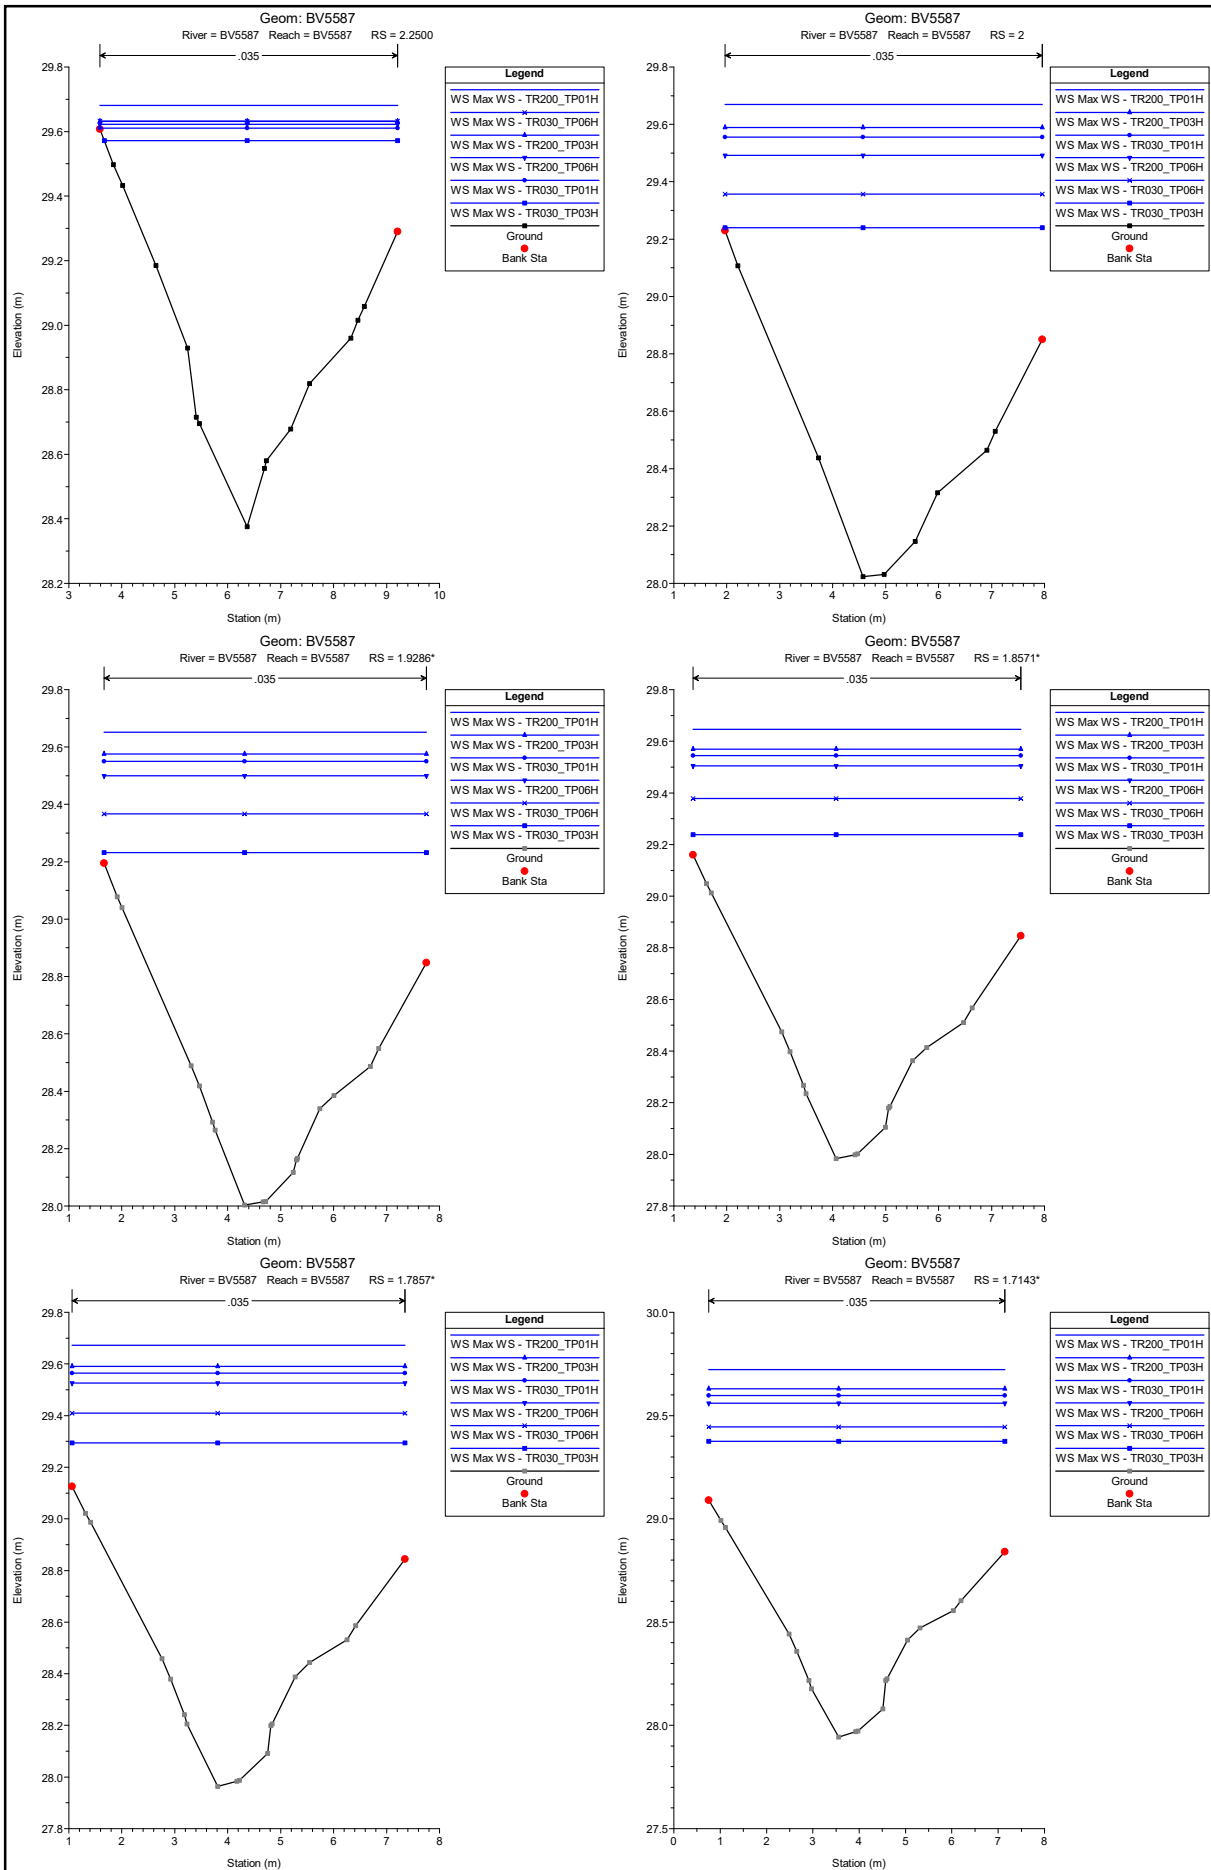 Geom: BV5587
River = BV5587 Reach = BV5587 RS = 2.2500
.035
29.8
29.6
29.4
29.2
29.0
28.8
28.6
28.4
28.2
3 4 5 6 7 8 9 10
Elevation (m)
Station (m)
Legend
WS Max WS - TR200_TP01H
WS Max WS - TR030_TP06H
WS Max WS - TR200_TP03H
WS Max WS - TR200_TP06H
WS Max WS - TR030_TP01H
WS Max WS - TR030_TP03H
Ground
Bank Sta
Geom: BV5587
River = BV5587 Reach = BV5587 RS = 2
.035
29.8
29.6
29.4
29.2
29.0
28.8
28.6
28.4
28.2
28.0
1 2 3 4 5 6 7 8
Elevation (m)
Station (m)
Legend
WS Max WS - TR200_TP01H
WS Max WS - TR200_TP03H
WS Max WS - TR030_TP01H
WS Max WS - TR200_TP06H
WS Max WS - TR030_TP06H
WS Max WS - TR030_TP03H
Ground
Bank Sta
Geom: BV5587
River = BV5587 Reach = BV5587 RS = 1.9286*
.035
29.8
29.6
29.4
29.2
29.0
28.8
28.6
28.4
28.2
28.0
1 2 3 4 5 6 7 8
Elevation (m)
Station (m)
Legend
WS Max WS - TR200_TP01H
WS Max WS - TR200_TP03H
WS Max WS - TR030_TP01H
WS Max WS - TR200_TP06H
WS Max WS - TR030_TP06H
WS Max WS - TR030_TP03H
Ground
Bank Sta
Geom: BV5587
River = BV5587 Reach = BV5587 RS = 1.8571*
.035
29.8
29.6
29.4
29.2
29.0
28.8
28.6
28.4
28.2
28.0
27.8
1 2 3 4 5 6 7 8
Elevation (m)
Station (m)
Legend
WS Max WS - TR200_TP01H
WS Max WS - TR200_TP03H
WS Max WS - TR030_TP01H
WS Max WS - TR200_TP06H
WS Max WS - TR030_TP06H
WS Max WS - TR030_TP03H
Ground
Bank Sta
Geom: BV5587
River = BV5587 Reach = BV5587 RS = 1.7857*
.035
29.8
29.6
29.4
29.2
29.0
28.8
28.6
28.4
28.2
28.0
27.8
1 2 3 4 5 6 7 8
Elevation (m)
Station (m)
Legend
WS Max WS - TR200_TP01H
WS Max WS - TR200_TP03H
WS Max WS - TR030_TP01H
WS Max WS - TR200_TP06H
WS Max WS - TR030_TP06H
WS Max WS - TR030_TP03H
Ground
Bank Sta
Geom: BV5587
River = BV5587 Reach = BV5587 RS = 1.7143*
.035
30.0
29.5
29.0
28.5
28.0
27.5
0 1 2 3 4 5 6 7 8
Elevation (m)
Station (m)
Legend
WS Max WS - TR200_TP01H
WS Max WS - TR200_TP03H
WS Max WS - TR030_TP01H
WS Max WS - TR200_TP06H
WS Max WS - TR030_TP06H
WS Max WS - TR030_TP03H
Ground
Bank Sta